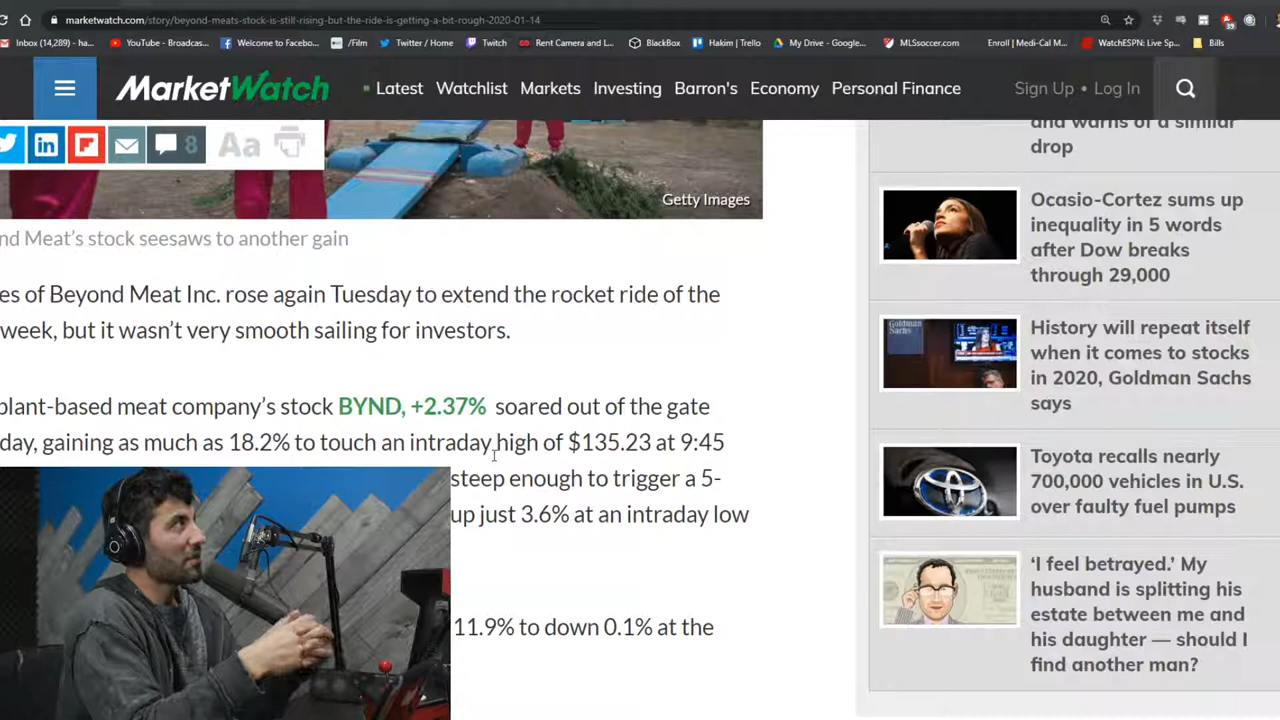 marketwatch.com/story/beyond-meats-stock-is-still-rising-but-the-ride-is-getting-a-bit-rough-2020-01-14
Inbox (14,289) - ha...
YouTube - Broadcas...
Welcome to Facebo...
/Film
Twitter / Home
Twitch
Rent Camera and L...
BlackBox
Hakim | Trello
My Drive - Google...
MLSsoccer.com
Enroll | Medi-Cal M...
WatchESPN: Live Sp...
Bills
MarketWatch
Latest
Watchlist
Markets
Investing
Barron's
Economy
Personal Finance
Sign Up • Log In
8
Aa
Getty Images
nd Meat’s stock seesaws to another gain
es of Beyond Meat Inc. rose again Tuesday to extend the rocket ride of the
week, but it wasn’t very smooth sailing for investors.
plant-based meat company’s stock BYND, +2.37% soared out of the gate
day, gaining as much as 18.2% to touch an intraday high of $135.23 at 9:45
steep enough to trigger a 5-
up just 3.6% at an intraday low
11.9% to down 0.1% at the
and warns of a similar
drop
Ocasio-Cortez sums up
inequality in 5 words
after Dow breaks
through 29,000
Goldman
Sachs
History will repeat itself
when it comes to stocks
in 2020, Goldman Sachs
says
Toyota recalls nearly
700,000 vehicles in U.S.
over faulty fuel pumps
‘I feel betrayed.’ My
husband is splitting his
estate between me and
his daughter — should I
find another man?